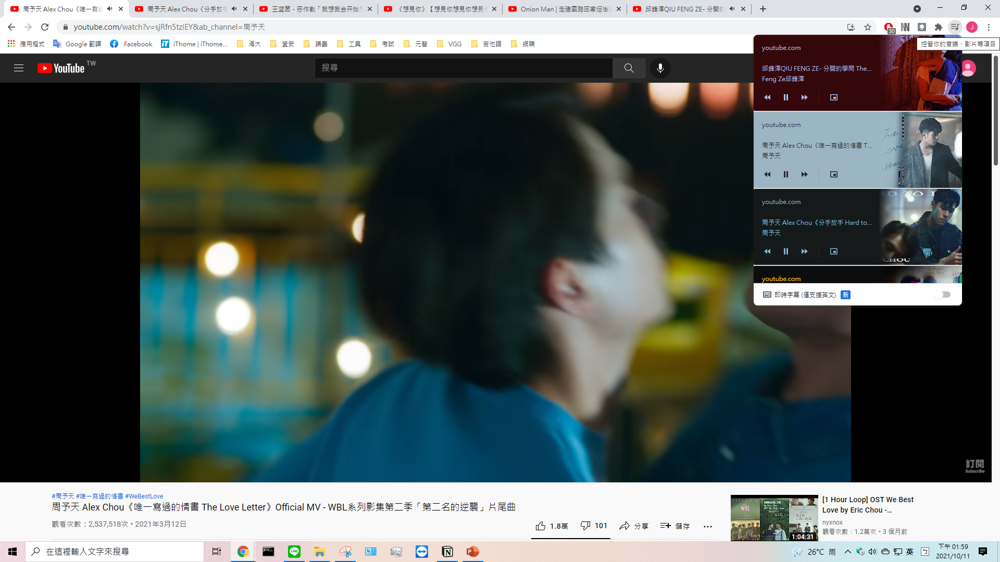 周予天 Alex Chou《唯一寫過
周予天 Alex Chou《分手放手
王蓝茵 - 恶作剧「我想我会开始想
《想見你》【想見你想見你想見你
Onion Man | 走建國路回家但後
邱鋒澤QIU FENG ZE- 分開的
youtube.com/watch?v=sjRfn5tzlEY&ab_channel=周予天
30
J
應用程式
Google 翻譯
Facebook
iThome | iThome...
海大
資安
講義
工具
考試
元智
VGG
吉他譜
網購
控管你的音樂、影片等項目
YouTube TW
搜尋
youtube.com
邱鋒澤QIU FENG ZE- 分開的學問 The...
Feng Ze邱鋒澤
youtube.com
周予天 Alex Chou《唯一寫過的情書 T...
周予天
youtube.com
周予天 Alex Chou《分手放手 Hard to...
周予天
CHOU
youtube.com
即時字幕 (僅支援英文) 新
訂閱
Subscribe
#周予天 #唯一寫過的情書 #WeBestLove
周予天 Alex Chou《唯一寫過的情書 The Love Letter》Official MV - WBL系列影集第二季「第二名的逆襲」片尾曲
觀看次數：2,537,518次 • 2021年3月12日
1.8萬
101
分享
儲存
WBL
1:04:31
[1 Hour Loop] OST We Best
Love by Eric Chou -...
nyxnox
觀看次數：1.2萬次 • 3 個月前
在這裡輸入文字來搜尋
LINE
26°C 雨
英
下午 01:59
2021/10/11